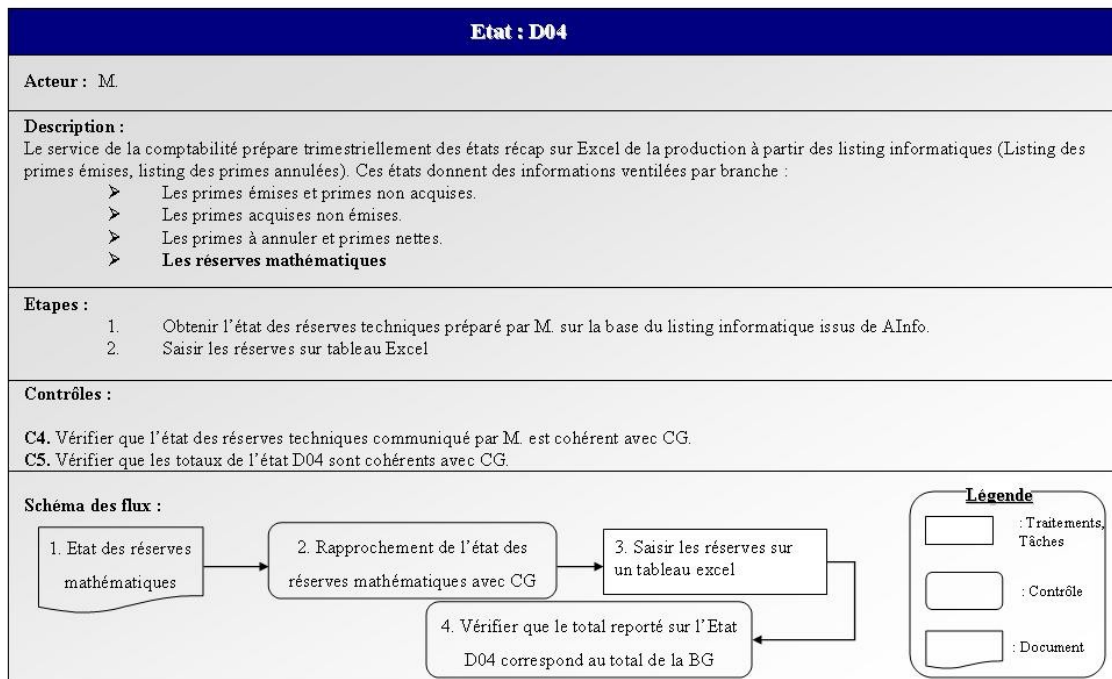 Etat : D04
Acteur : M.
Description :
Le service de la comptabilité prépare trimestriellement des états récap sur Excel de la production à partir des listing informatiques (Listing des
primes émises, listing des primes annulées). Ces états donnent des informations ventilées par branche :
➢ Les primes émises et primes non acquises.
➢ Les primes acquises non émises.
➢ Les primes à annuler et primes nettes.
➢ Les réserves mathématiques
Etapes :
1. Obtenir l’état des réserves techniques préparé par M. sur la base du listing informatique issus de AInfo.
2. Saisir les réserves sur tableau Excel
Contrôles :
C4. Vérifier que l’état des réserves techniques communiqué par M. est cohérent avec CG.
C5. Vérifier que les totaux de l’état D04 sont cohérents avec CG.
Schéma des flux :
1. Etat des réserves
mathématiques
2. Rapprochement de l’état des
réserves mathématiques avec CG
3. Saisir les réserves sur
un tableau excel
4. Vérifier que le total reporté sur l’Etat
D04 correspond au total de la BG
Légende
: Traitements,
Tâches
: Contrôle
: Document